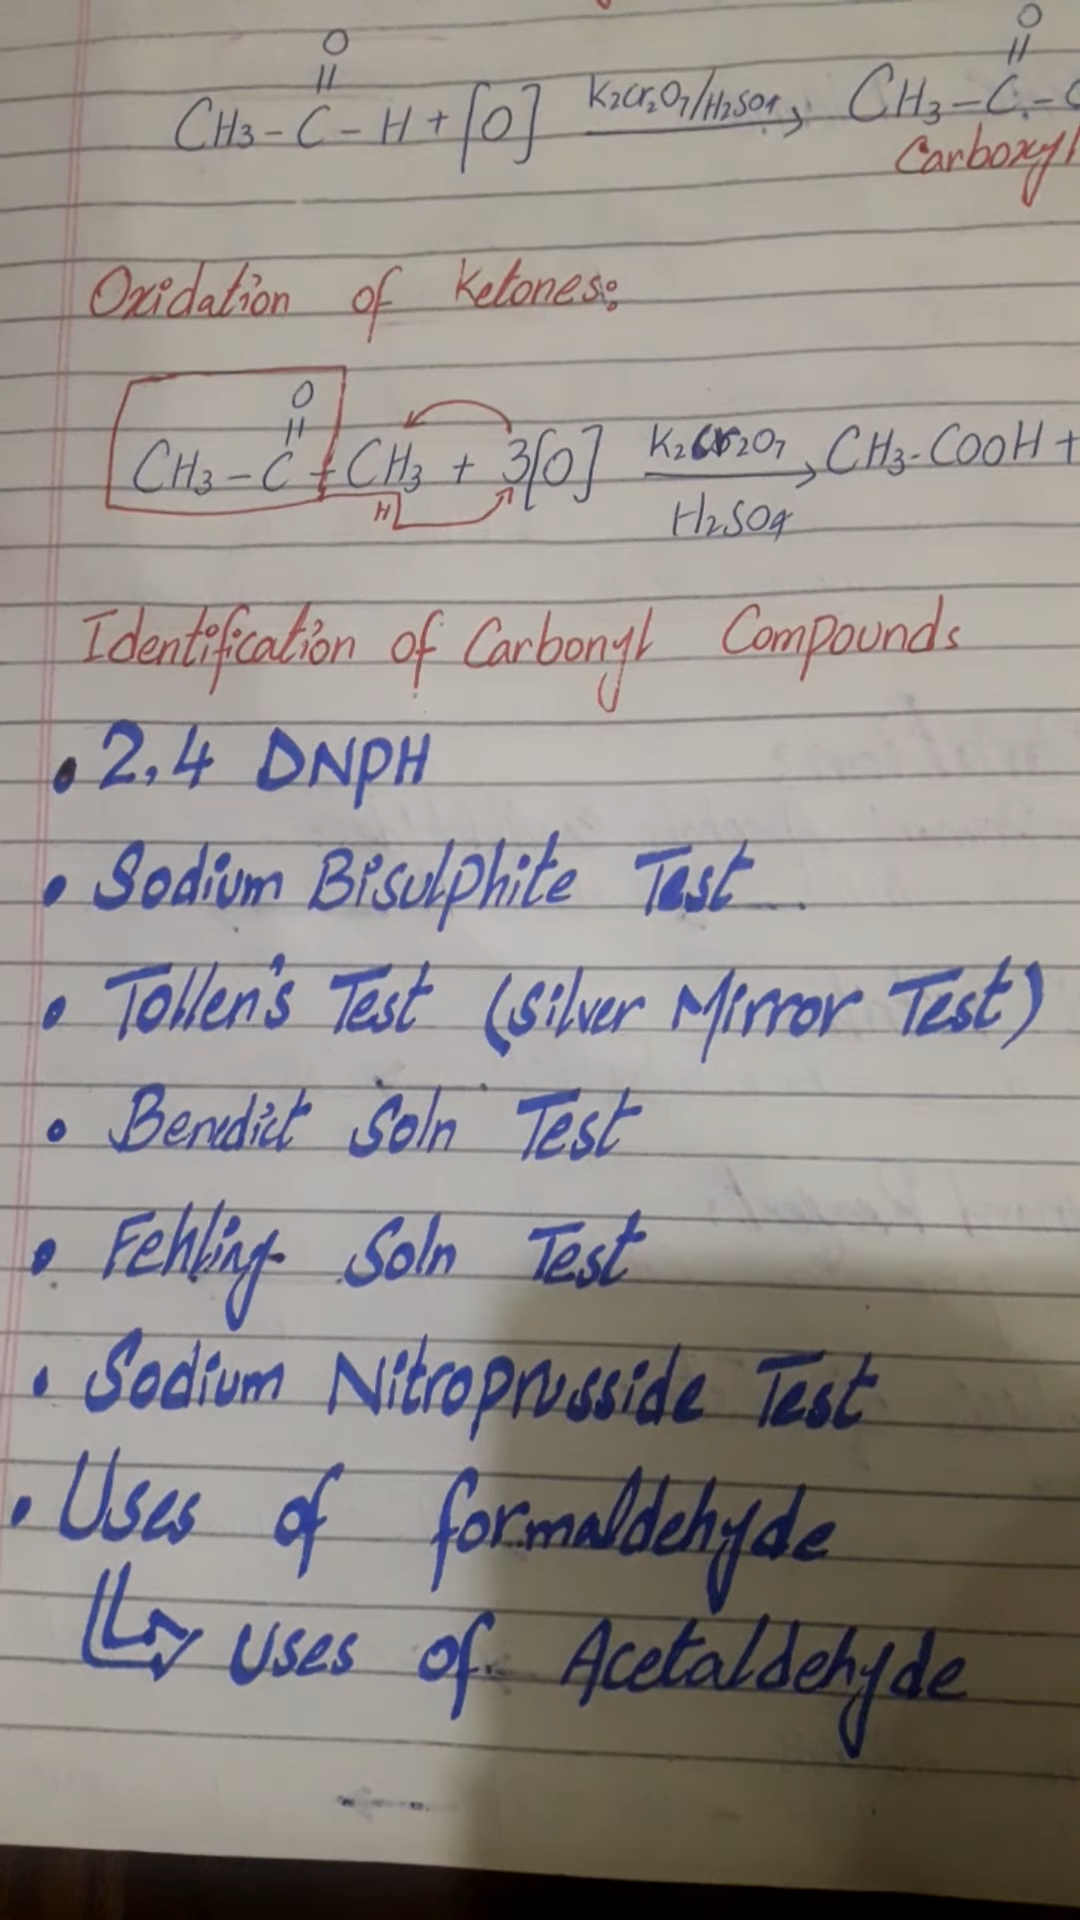 O
||
CH3-C-H+[O] K2Cr2O7/H2SO4 → CH3-C-
O
||
Carboxyl
Oxidation of Ketones:
O
||
CH3-C+CH3 + 3[O] K2Cr2O7 → CH3-COOH +
H
H2SO4
Identification of Carbonyl Compounds
• 2,4 DNPH
• Sodium Bisulphite Test
• Tollen's Test (Silver Mirror Test)
• Benedict Soln Test
• Fehling Soln Test
• Sodium Nitroprusside Test
• Uses of formaldehyde
↳ Uses of Acetaldehyde